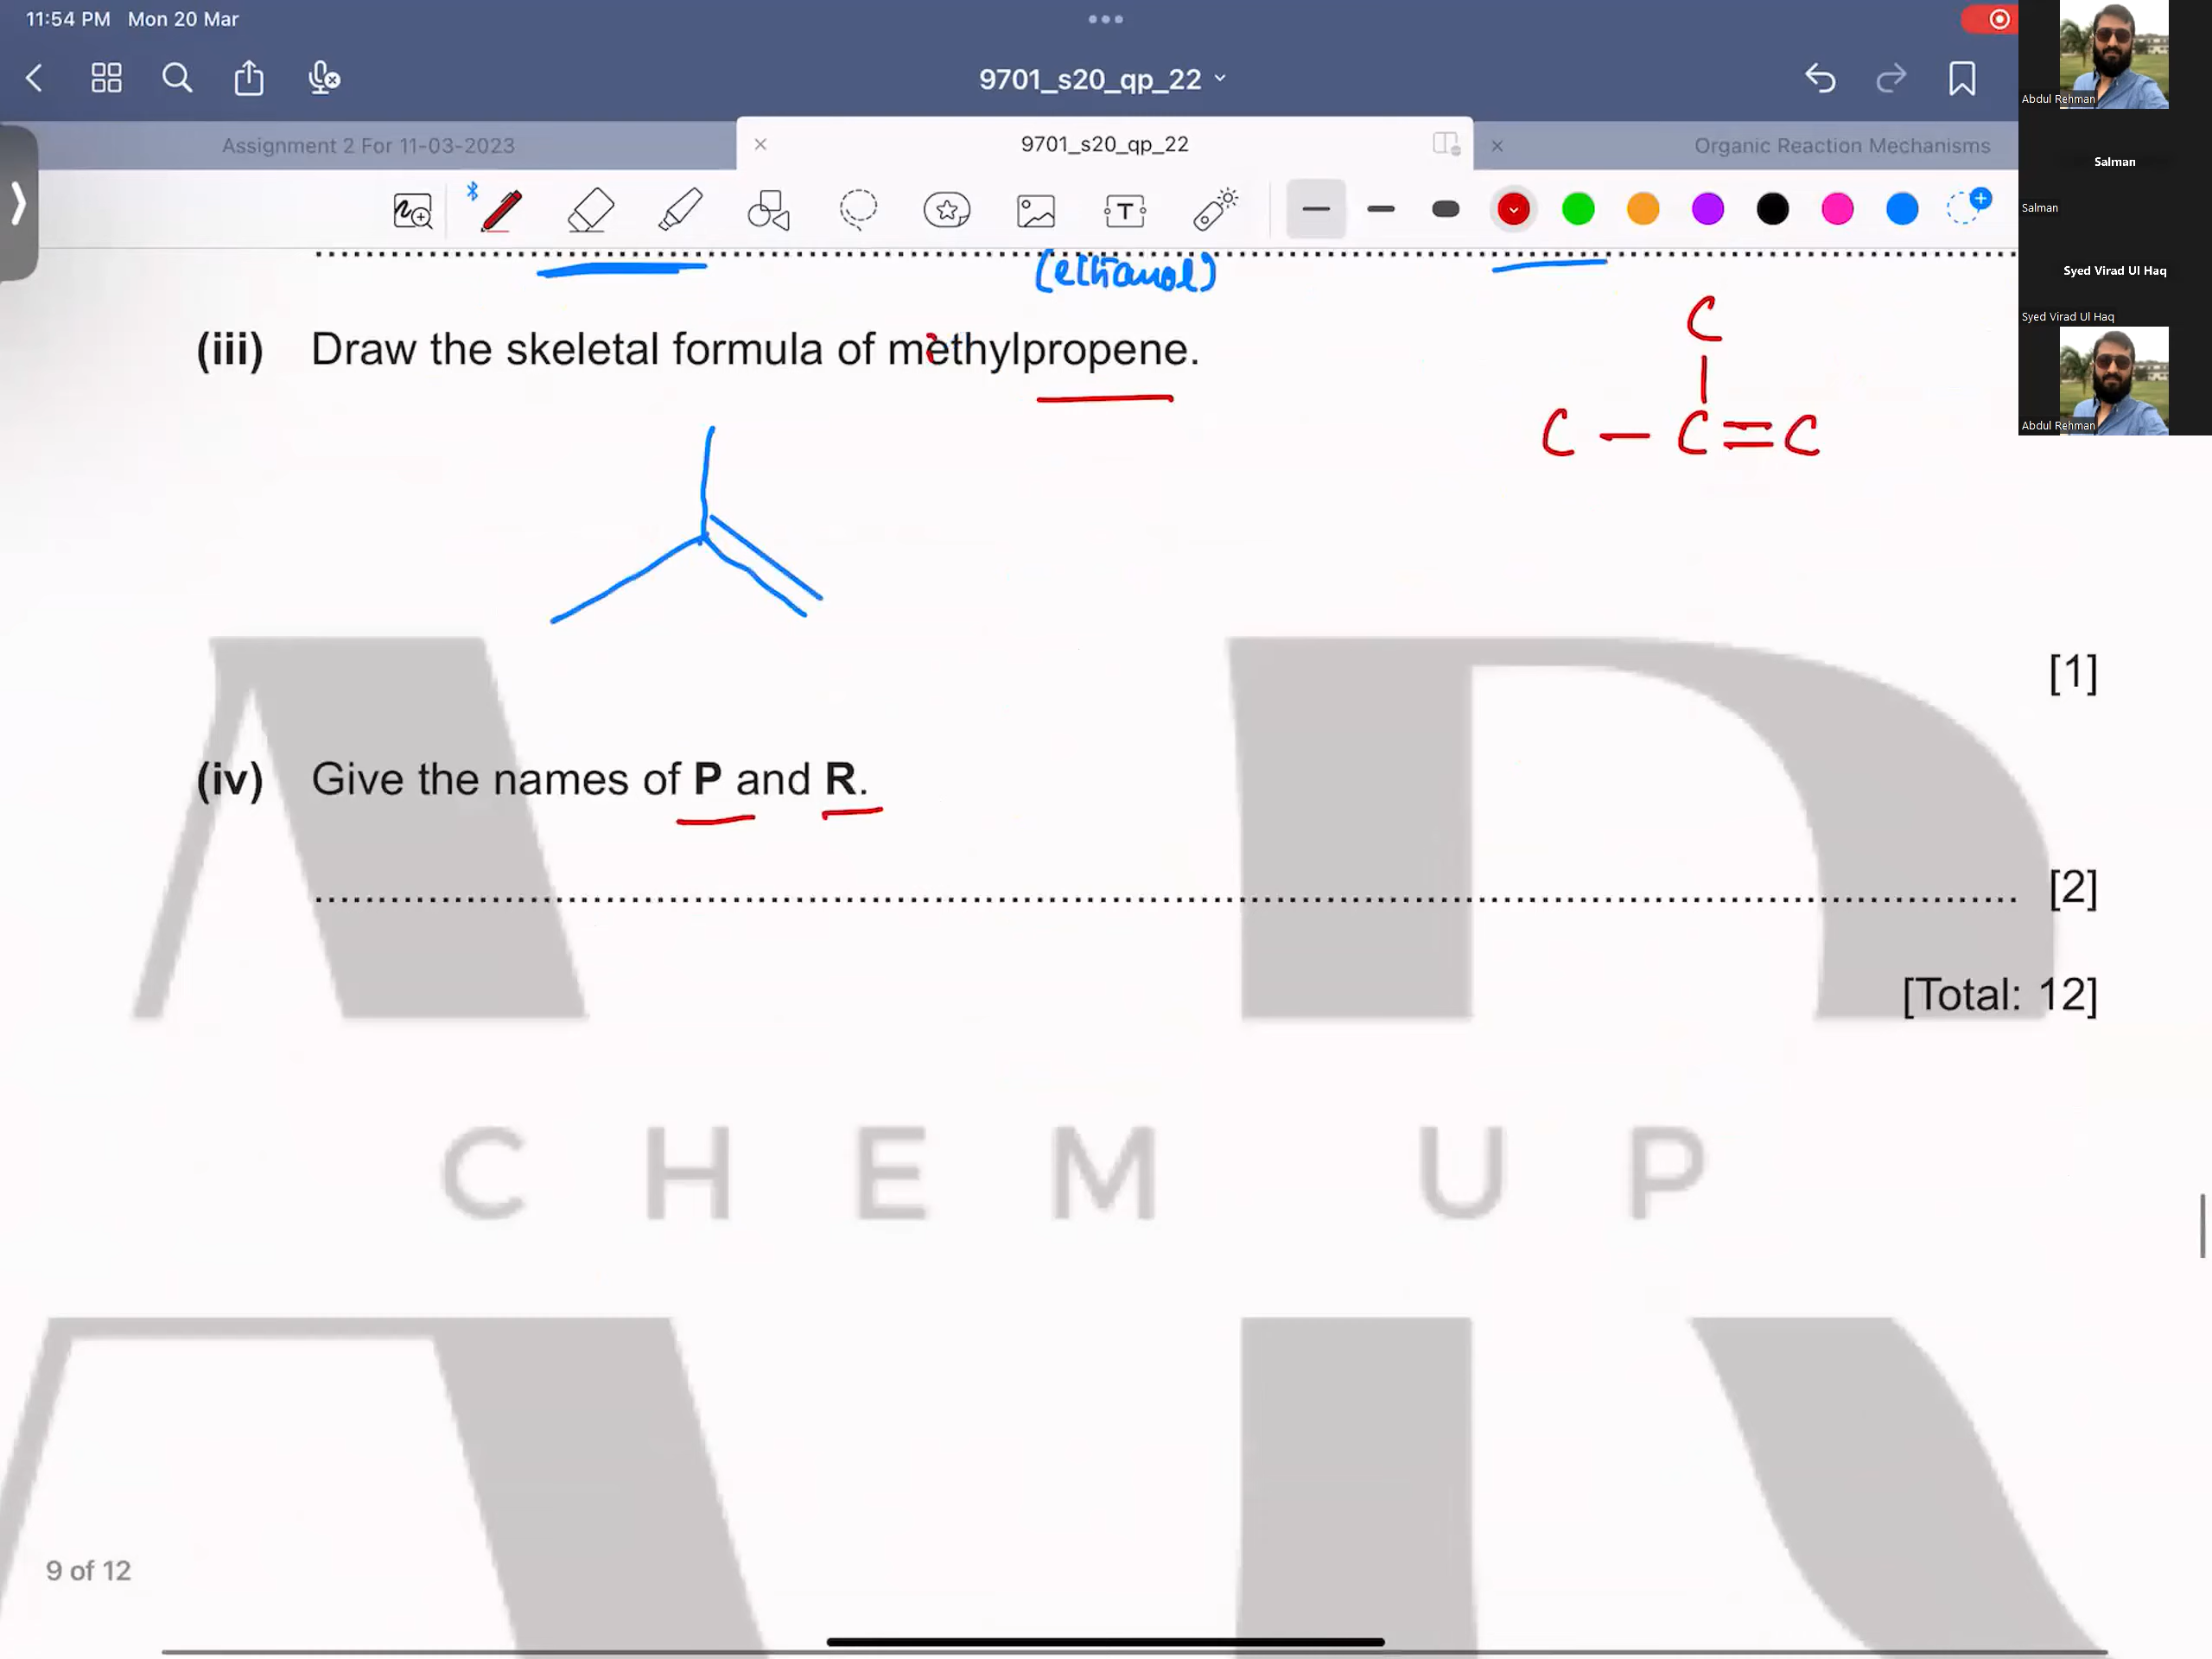 11:54 PM Mon 20 Mar
9701_s20_qp_22
Abdul Rehman
Assignment 2 For 11-03-2023
9701_s20_qp_22
Organic Reaction Mechanisms
Salman
Salman
T
(ethanol)
Syed Virad Ul Haq
Syed Virad Ul Haq
(iii) Draw the skeletal formula of methylpropene.
C
C - C = C
Abdul Rehman
[1]
(iv) Give the names of P and R.
[2]
[Total: 12]
CHEM UP
9 of 12